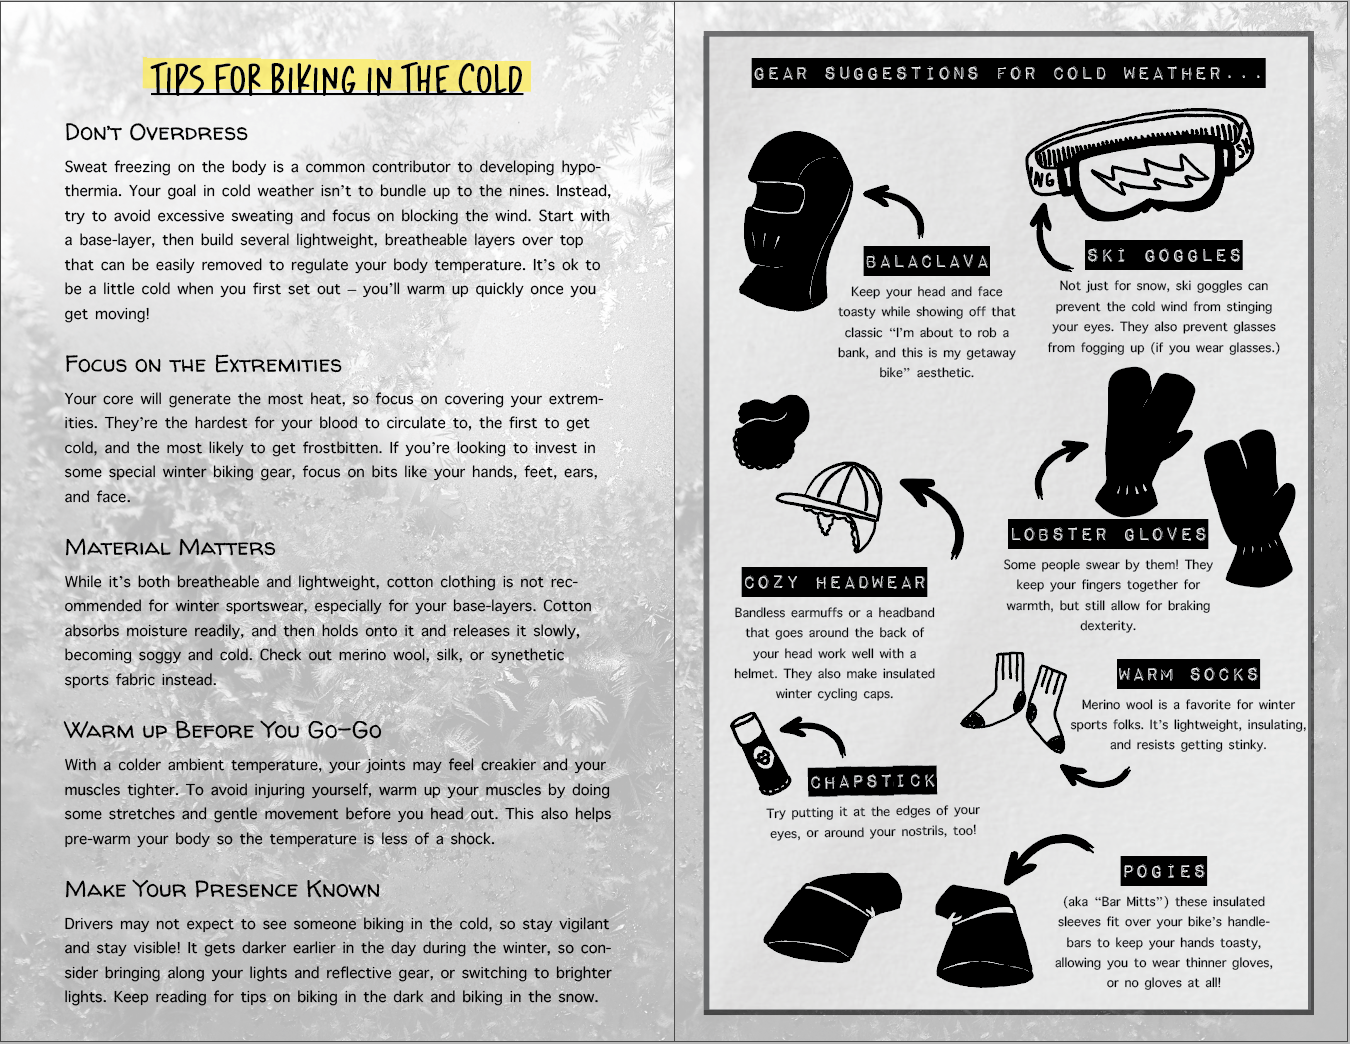 TIPS FOR BIKING IN THE COLD
Don't Overdress
Sweat freezing on the body is a common contributor to developing hypo-
thermia. Your goal in cold weather isn't to bundle up to the nines. Instead,
try to avoid excessive sweating and focus on blocking the wind. Start with
a base-layer, then build several lightweight, breatheable layers over top
that can be easily removed to regulate your body temperature. It's ok to
be a little cold when you first set out – you'll warm up quickly once you
get moving!
Focus on the Extremities
Your core will generate the most heat, so focus on covering your extrem-
ities. They're the hardest for your blood to circulate to, the first to get
cold, and the most likely to get frostbitten. If you're looking to invest in
some special winter biking gear, focus on bits like your hands, feet, ears,
and face.
Material Matters
While it's both breatheable and lightweight, cotton clothing is not rec-
ommended for winter sportswear, especially for your base-layers. Cotton
absorbs moisture readily, and then holds onto it and releases it slowly,
becoming soggy and cold. Check out merino wool, silk, or synethetic
sports fabric instead.
Warm up Before You Go-Go
With a colder ambient temperature, your joints may feel creakier and your
muscles tighter. To avoid injuring yourself, warm up your muscles by doing
some stretches and gentle movement before you head out. This also helps
pre-warm your body so the temperature is less of a shock.
Make Your Presence Known
Drivers may not expect to see someone biking in the cold, so stay vigilant
and stay visible! It gets darker earlier in the day during the winter, so con-
sider bringing along your lights and reflective gear, or switching to brighter
lights. Keep reading for tips on biking in the dark and biking in the snow.
GEAR SUGGESTIONS FOR COLD WEATHER...
BALACLAVA
Keep your head and face
toasty while showing off that
classic “I'm about to rob a
bank, and this is my getaway
bike” aesthetic.
NG
SKI GOGGLES
Not just for snow, ski goggles can
prevent the cold wind from stinging
your eyes. They also prevent glasses
from fogging up (if you wear glasses.)
COZY HEADWEAR
Bandless earmuffs or a headband
that goes around the back of
your head work well with a
helmet. They also make insulated
winter cycling caps.
LOBSTER GLOVES
Some people swear by them! They
keep your fingers together for
warmth, but still allow for braking
dexterity.
WARM SOCKS
Merino wool is a favorite for winter
sports folks. It's lightweight, insulating,
and resists getting stinky.
CHAPSTICK
Try putting it at the edges of your
eyes, or around your nostrils, too!
POGIES
(aka “Bar Mitts”) these insulated
sleeves fit over your bike's handle-
bars to keep your hands toasty,
allowing you to wear thinner gloves,
or no gloves at all!